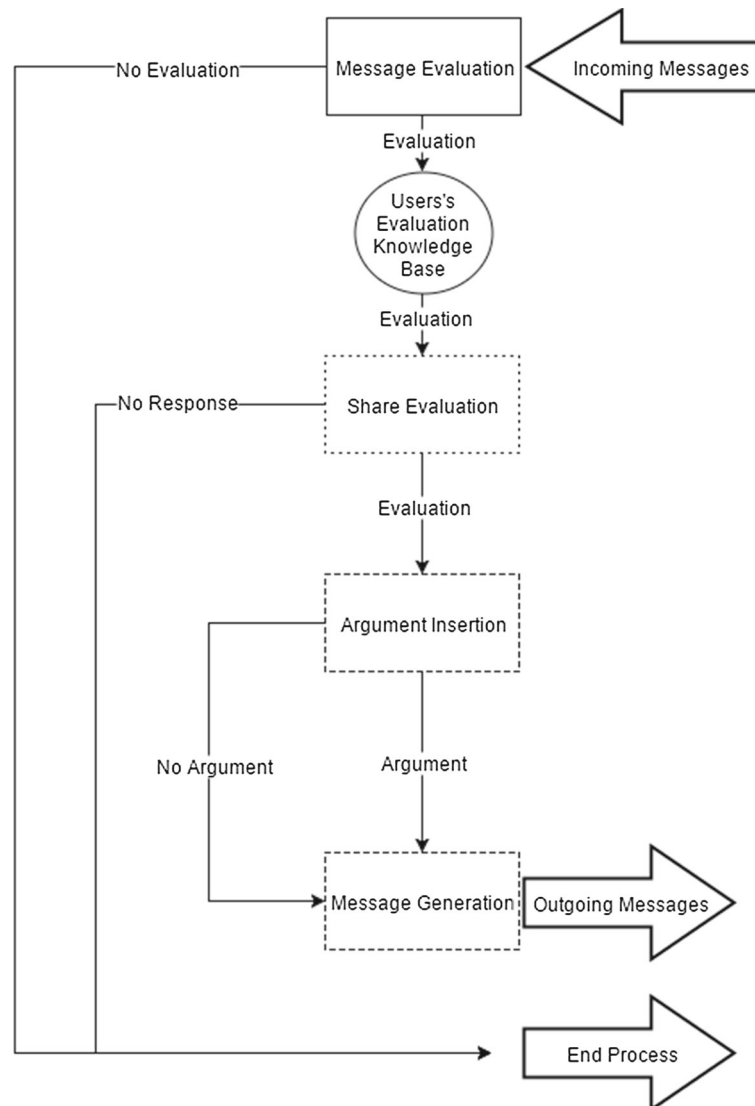 No Evaluation
Message Evaluation
Incoming Messages
Evaluation
Users's
Evaluation
Knowledge
Base
Evaluation
No Response
Share Evaluation
Evaluation
Argument Insertion
No Argument
Argument
Message Generation
Outgoing Messages
End Process